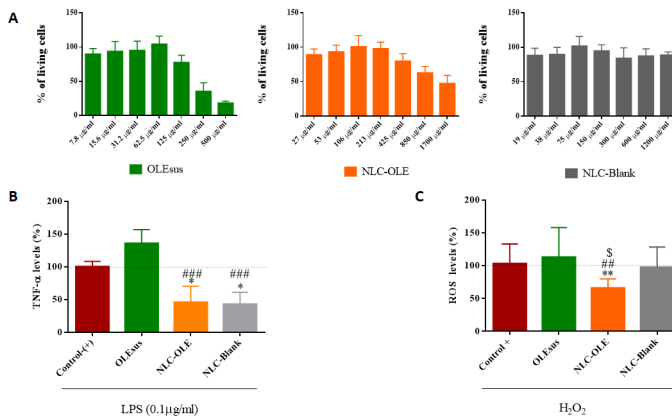 A
% of living cells
150
100
50
0
7.8 µg/ml
15.6 µg/ml
31.2 µg/ml
62.5 µg/ml
125 µg/ml
250 µg/ml
500 µg/ml
OLEsus
% of living cells
150
100
50
0
27 µg/ml
53 µg/ml
106 µg/ml
213 µg/ml
425 µg/ml
850 µg/ml
1700 µg/ml
NLC-OLE
% of living cells
150
100
50
0
19 µg/ml
38 µg/ml
75 µg/ml
150 µg/ml
300 µg/ml
600 µg/ml
1200 µg/ml
NLC-Blank
B
TNF-α levels (%)
200
150
100
50
0
###
*
###
*
Control-(+)
OLEsus
NLC-OLE
NLC-Blank
LPS (0.1µg/ml)
C
ROS levels (%)
200
150
100
50
0
$
##
**
Control +
OLEsus
NLC-OLE
NLC-Blank
H₂O₂